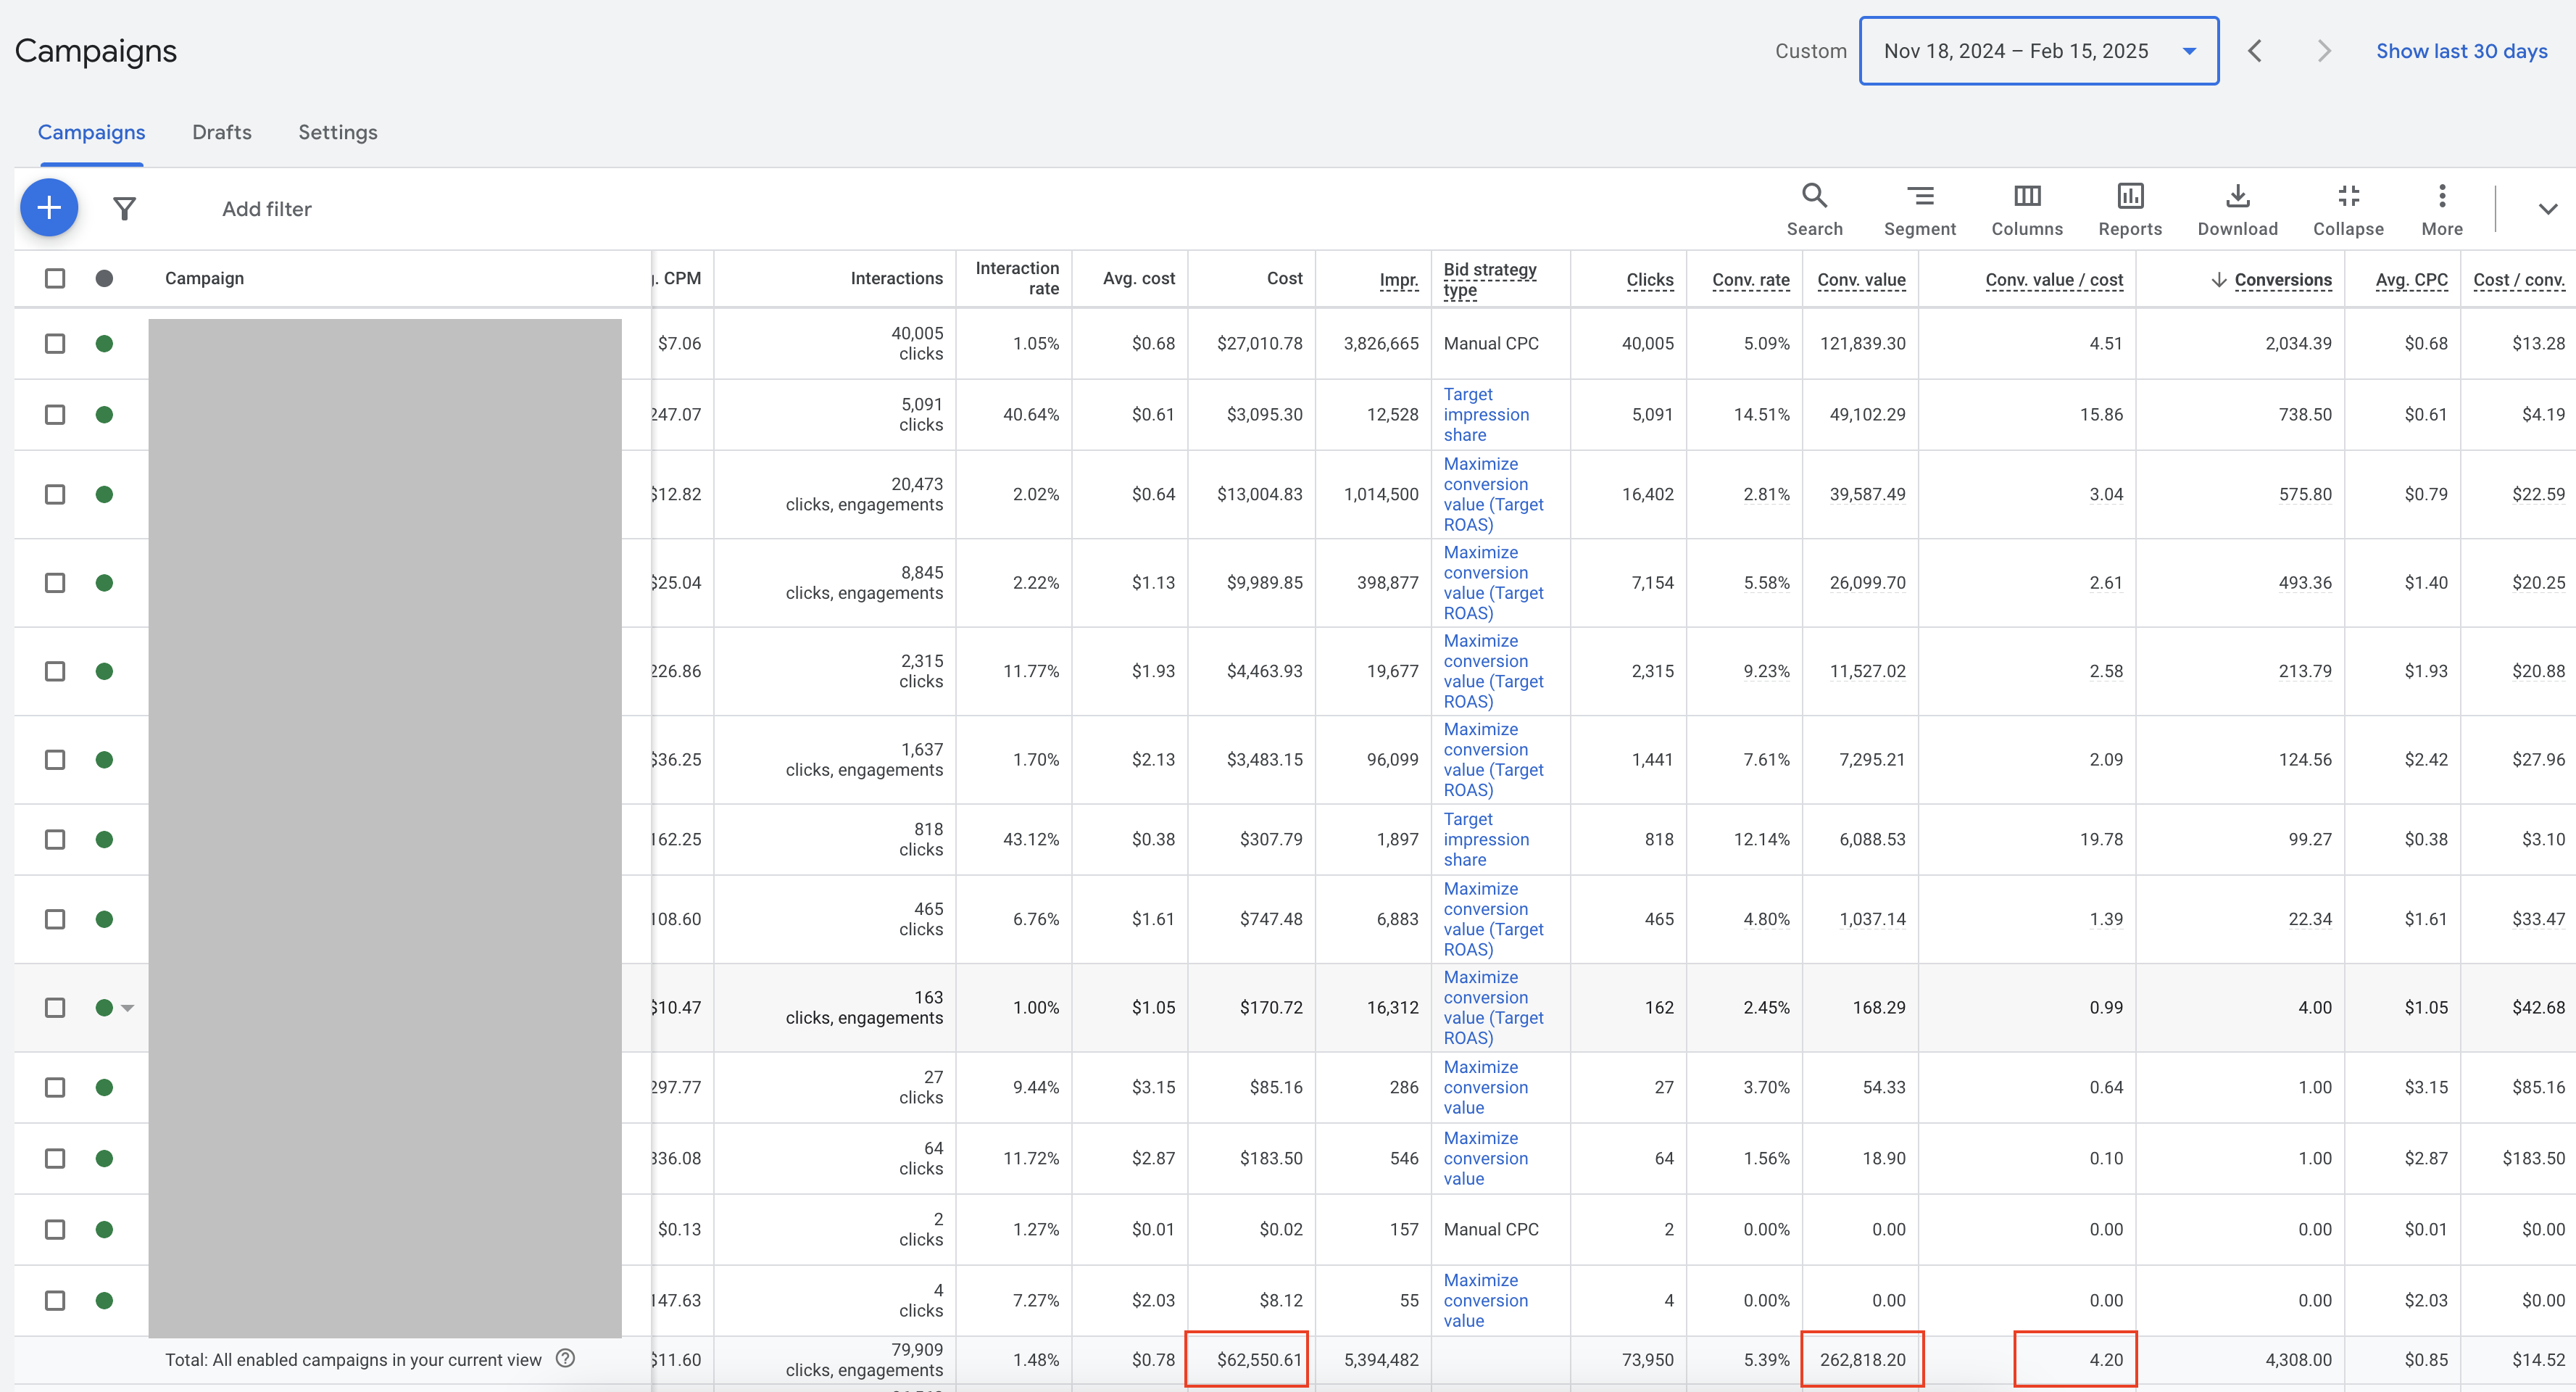 Campaigns
Custom Nov 18, 2024 – Feb 15, 2025 Show last 30 days
Campaigns Drafts Settings
Add filter Search Segment Columns Reports Download Collapse More
Campaign . CPM Interactions Interaction rate Avg. cost Cost Impr. Bid strategy type Clicks Conv. rate Conv. value Conv. value / cost Conversions Avg. CPC Cost / conv.
$7.06 40,005 clicks 1.05% $0.68 $27,010.78 3,826,665 Manual CPC 40,005 5.09% 121,839.30 4.51 2,034.39 $0.68 $13.28
247.07 5,091 clicks 40.64% $0.61 $3,095.30 12,528 Target impression share 5,091 14.51% 49,102.29 15.86 738.50 $0.61 $4.19
$12.82 20,473 clicks, engagements 2.02% $0.64 $13,004.83 1,014,500 Maximize conversion value (Target ROAS) 16,402 2.81% 39,587.49 3.04 575.80 $0.79 $22.59
$25.04 8,845 clicks, engagements 2.22% $1.13 $9,989.85 398,877 Maximize conversion value (Target ROAS) 7,154 5.58% 26,099.70 2.61 493.36 $1.40 $20.25
226.86 2,315 clicks 11.77% $1.93 $4,463.93 19,677 Maximize conversion value (Target ROAS) 2,315 9.23% 11,527.02 2.58 213.79 $1.93 $20.88
$36.25 1,637 clicks, engagements 1.70% $2.13 $3,483.15 96,099 Maximize conversion value (Target ROAS) 1,441 7.61% 7,295.21 2.09 124.56 $2.42 $27.96
162.25 818 clicks 43.12% $0.38 $307.79 1,897 Target impression share 818 12.14% 6,088.53 19.78 99.27 $0.38 $3.10
108.60 465 clicks 6.76% $1.61 $747.48 6,883 Maximize conversion value (Target ROAS) 465 4.80% 1,037.14 1.39 22.34 $1.61 $33.47
$10.47 163 clicks, engagements 1.00% $1.05 $170.72 16,312 Maximize conversion value (Target ROAS) 162 2.45% 168.29 0.99 4.00 $1.05 $42.68
297.77 27 clicks 9.44% $3.15 $85.16 286 Maximize conversion value 27 3.70% 54.33 0.64 1.00 $3.15 $85.16
336.08 64 clicks 11.72% $2.87 $183.50 546 Maximize conversion value 64 1.56% 18.90 0.10 1.00 $2.87 $183.50
$0.13 2 clicks 1.27% $0.01 $0.02 157 Manual CPC 2 0.00% 0.00 0.00 0.00 $0.01 $0.00
147.63 4 clicks 7.27% $2.03 $8.12 55 Maximize conversion value 4 0.00% 0.00 0.00 0.00 $2.03 $0.00
Total: All enabled campaigns in your current view $11.60 79,909 clicks, engagements 1.48% $0.78 $62,550.61 5,394,482 73,950 5.39% 262,818.20 4.20 4,308.00 $0.85 $14.52